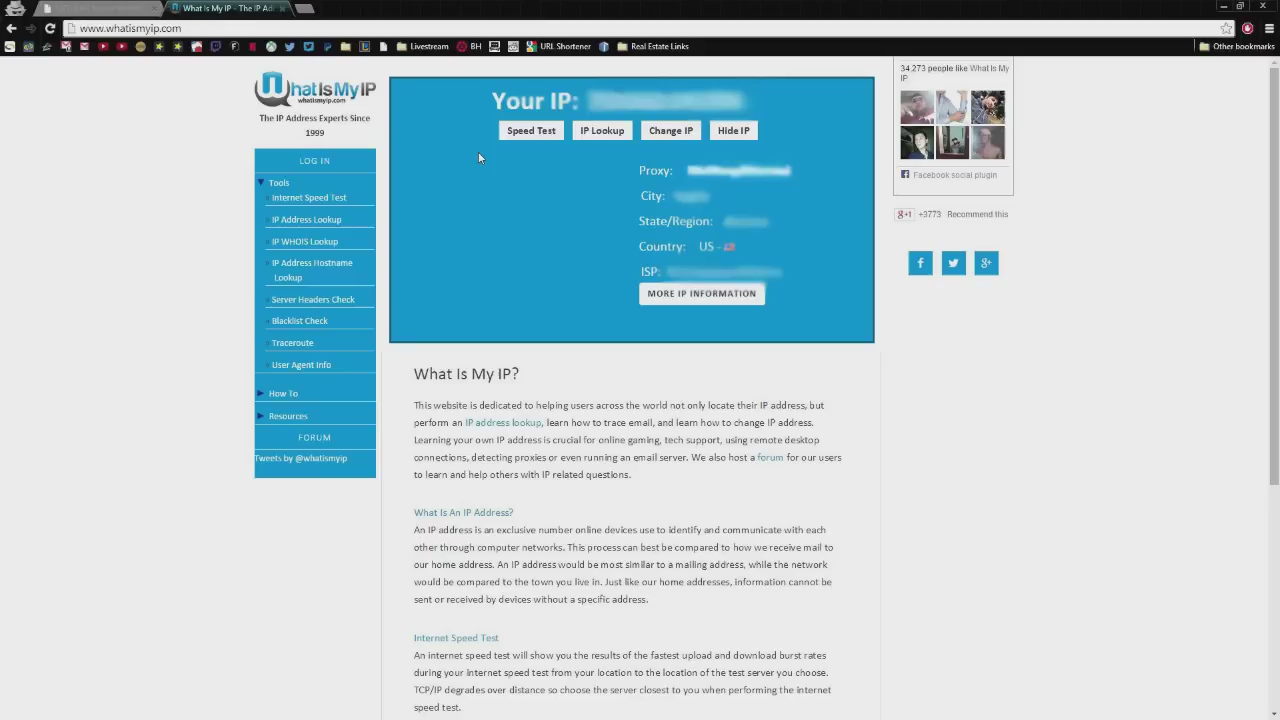 What Is My IP - The IP Ad
www.whatismyip.com
Livestream
BH
URL Shortener
Real Estate Links
Other bookmarks
WhatIsMyIP
whatismyip.com
The IP Address Experts Since
1999
LOG IN
Tools
Internet Speed Test
IP Address Lookup
IP WHOIS Lookup
IP Address Hostname
Lookup
Server Headers Check
Blacklist Check
Traceroute
User Agent Info
How To
Resources
FORUM
Tweets by @whatismyip
Your IP:
Speed Test
IP Lookup
Change IP
Hide IP
Proxy:
City:
State/Region:
Country: US -
ISP:
MORE IP INFORMATION
What Is My IP?
This website is dedicated to helping users across the world not only locate their IP address, but
perform an IP address lookup, learn how to trace email, and learn how to change IP address.
Learning your own IP address is crucial for online gaming, tech support, using remote desktop
connections, detecting proxies or even running an email server. We also host a forum for our users
to learn and help others with IP related questions.
What Is An IP Address?
An IP address is an exclusive number online devices use to identify and communicate with each
other through computer networks. This process can best be compared to how we receive mail to
our home address. An IP address would be most similar to a mailing address, while the network
would be compared to the town you live in. Just like our home addresses, information cannot be
sent or received by devices without a specific address.
Internet Speed Test
An internet speed test will show you the results of the fastest upload and download burst rates
during your internet speed test from your location to the location of the test server you choose.
TCP/IP degrades over distance so choose the server closest to you when performing the internet
speed test.
34,273 people like What Is My
IP
Facebook social plugin
g+1 +3773 Recommend this